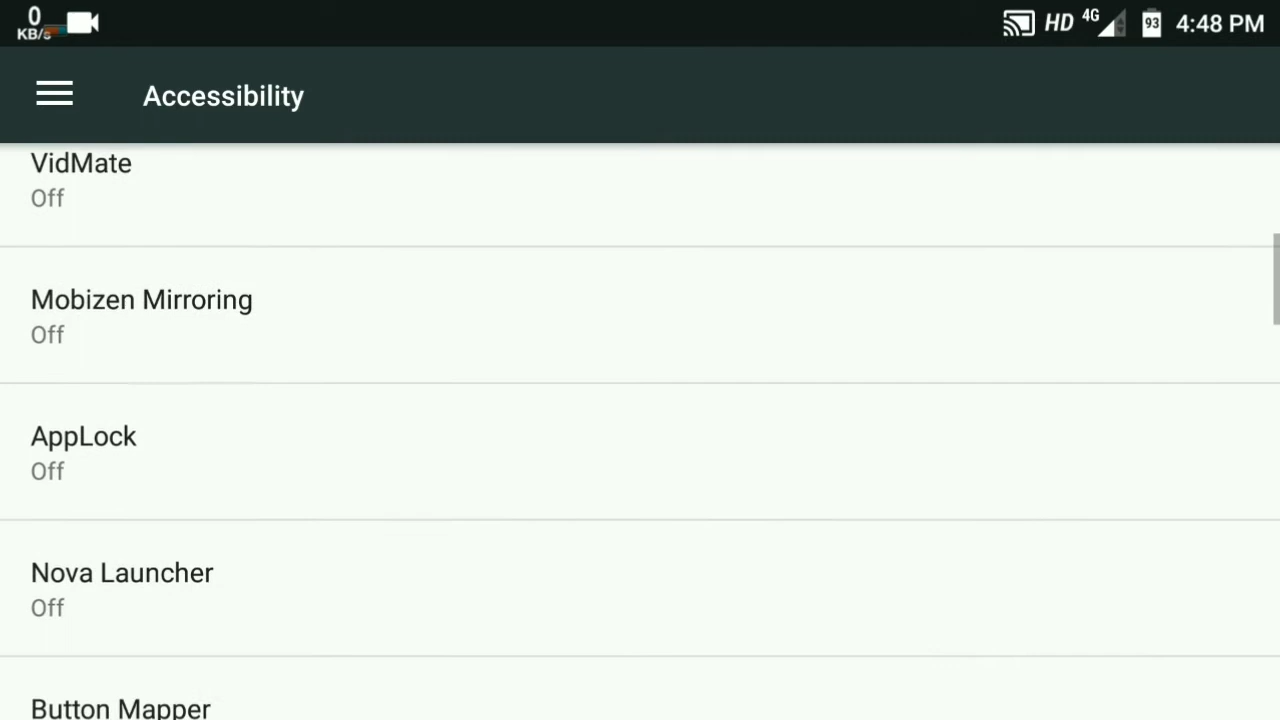 0
KB/s
HD
4G
93
4:48 PM
Accessibility
VidMate
Off
Mobizen Mirroring
Off
AppLock
Off
Nova Launcher
Off
Button Mapper